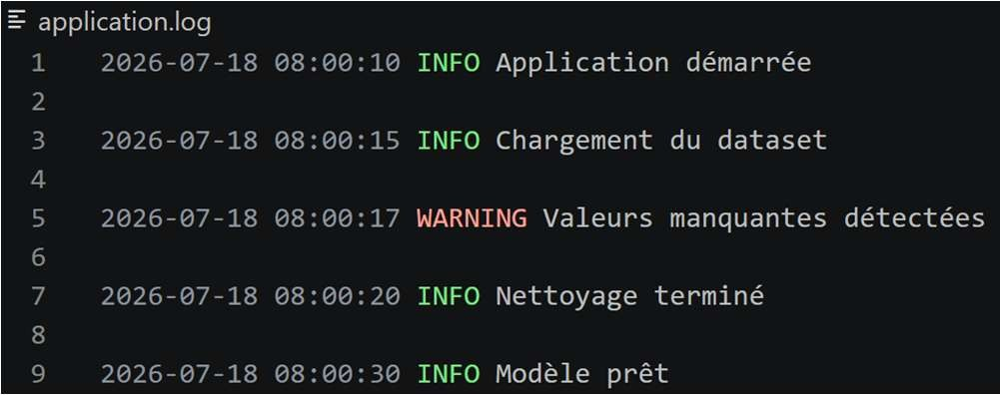 application.log
1 2026-07-18 08:00:10 INFO Application démarrée
2
3 2026-07-18 08:00:15 INFO Chargement du dataset
4
5 2026-07-18 08:00:17 WARNING Valeurs manquantes détectées
6
7 2026-07-18 08:00:20 INFO Nettoyage terminé
8
9 2026-07-18 08:00:30 INFO Modèle prêt